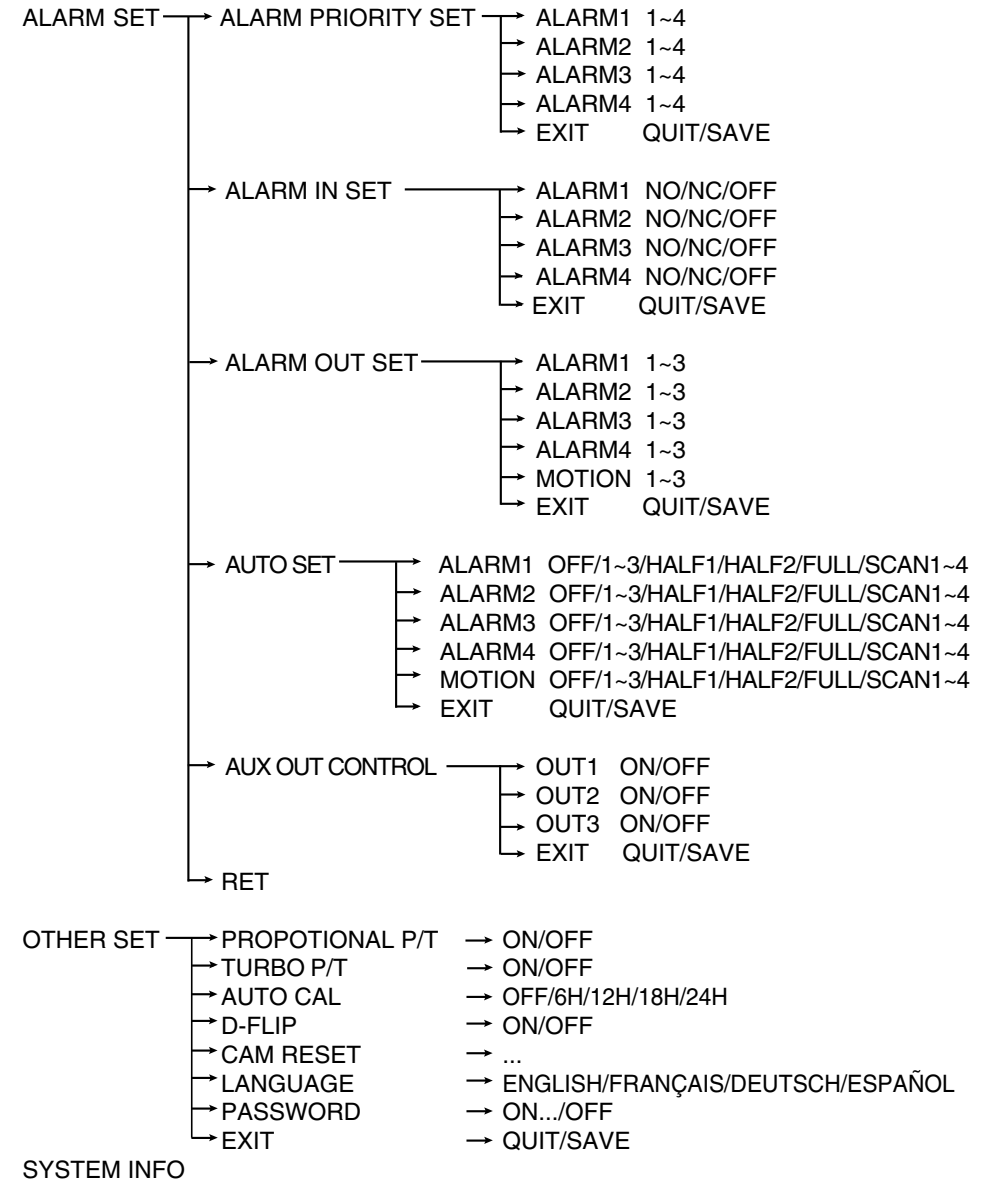 ALARM SET ALARM PRIORITY SET ALARM1 1~4
ALARM2 1~4
ALARM3 1~4
ALARM4 1~4
EXIT QUIT/SAVE
ALARM IN SET ALARM1 NO/NC/OFF
ALARM2 NO/NC/OFF
ALARM3 NO/NC/OFF
ALARM4 NO/NC/OFF
EXIT QUIT/SAVE
ALARM OUT SET ALARM1 1~3
ALARM2 1~3
ALARM3 1~3
ALARM4 1~3
MOTION 1~3
EXIT QUIT/SAVE
AUTO SET ALARM1 OFF/1~3/HALF1/HALF2/FULL/SCAN1~4
ALARM2 OFF/1~3/HALF1/HALF2/FULL/SCAN1~4
ALARM3 OFF/1~3/HALF1/HALF2/FULL/SCAN1~4
ALARM4 OFF/1~3/HALF1/HALF2/FULL/SCAN1~4
MOTION OFF/1~3/HALF1/HALF2/FULL/SCAN1~4
EXIT QUIT/SAVE
AUX OUT CONTROL OUT1 ON/OFF
OUT2 ON/OFF
OUT3 ON/OFF
EXIT QUIT/SAVE
RET
OTHER SET PROPOTIONAL P/T ON/OFF
TURBO P/T ON/OFF
AUTO CAL OFF/6H/12H/18H/24H
D-FLIP ON/OFF
CAM RESET ...
LANGUAGE ENGLISH/FRANÇAIS/DEUTSCH/ESPAÑOL
PASSWORD ON.../OFF
EXIT QUIT/SAVE
SYSTEM INFO